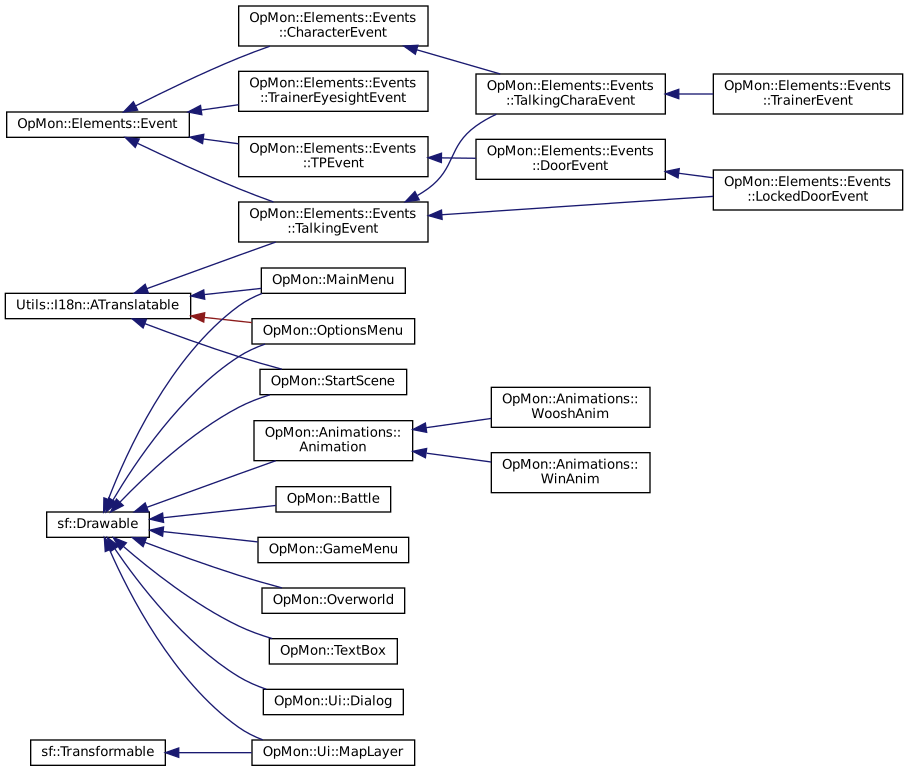 OpMon::Elements::Events
::CharacterEvent
OpMon::Elements::Events
::TrainerEyesightEvent
OpMon::Elements::Events
::TalkingCharaEvent
OpMon::Elements::Events
::TrainerEvent
OpMon::Elements::Event
OpMon::Elements::Events
::TPEvent
OpMon::Elements::Events
::DoorEvent
OpMon::Elements::Events
::LockedDoorEvent
OpMon::Elements::Events
::TalkingEvent
OpMon::MainMenu
Utils::I18n::ATranslatable
OpMon::OptionsMenu
OpMon::StartScene
OpMon::Animations::
Animation
OpMon::Animations::
WooshAnim
OpMon::Animations::
WinAnim
OpMon::Battle
sf::Drawable
OpMon::GameMenu
OpMon::Overworld
OpMon::TextBox
OpMon::Ui::Dialog
sf::Transformable
OpMon::Ui::MapLayer